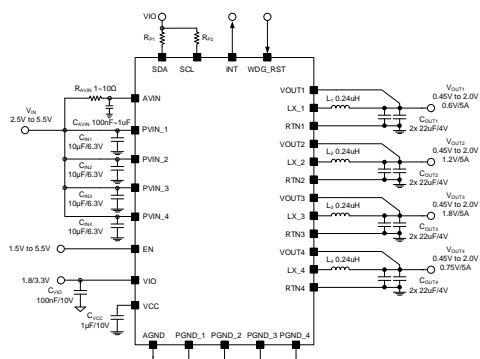 VIO
RP1
RP2
SDA
SCL
INT
WDG_RST
RAVIN 1~10Ω
AVIN
CAVIN 100nF~1uF
VIN
2.5V to 5.5V
PVIN_1
CIN1
10μF/6.3V
PVIN_2
CIN2
10μF/6.3V
PVIN_3
CIN3
10μF/6.3V
PVIN_4
CIN4
10μF/6.3V
1.5V to 5.5V
EN
1.8/3.3V
VIO
CVIO
100nF/10V
VCC
CVCC
1μF/10V
AGND
PGND_1
PGND_2
PGND_3
PGND_4
VOUT1
LX_1
RTN1
L1 0.24uH
VOUT1
0.45V to 2.0V
0.6V/5A
COUT1
2x 22uF/4V
VOUT2
LX_2
RTN2
L2 0.24uH
VOUT2
0.45V to 2.0V
1.2V/5A
COUT2
2x 22uF/4V
VOUT3
LX_3
RTN3
L3 0.24uH
VOUT3
0.45V to 2.0V
1.8V/5A
COUT3
2x 22uF/4V
VOUT4
LX_4
RTN4
L4 0.24uH
VOUT4
0.45V to 2.0V
0.75V/5A
COUT4
2x 22uF/4V